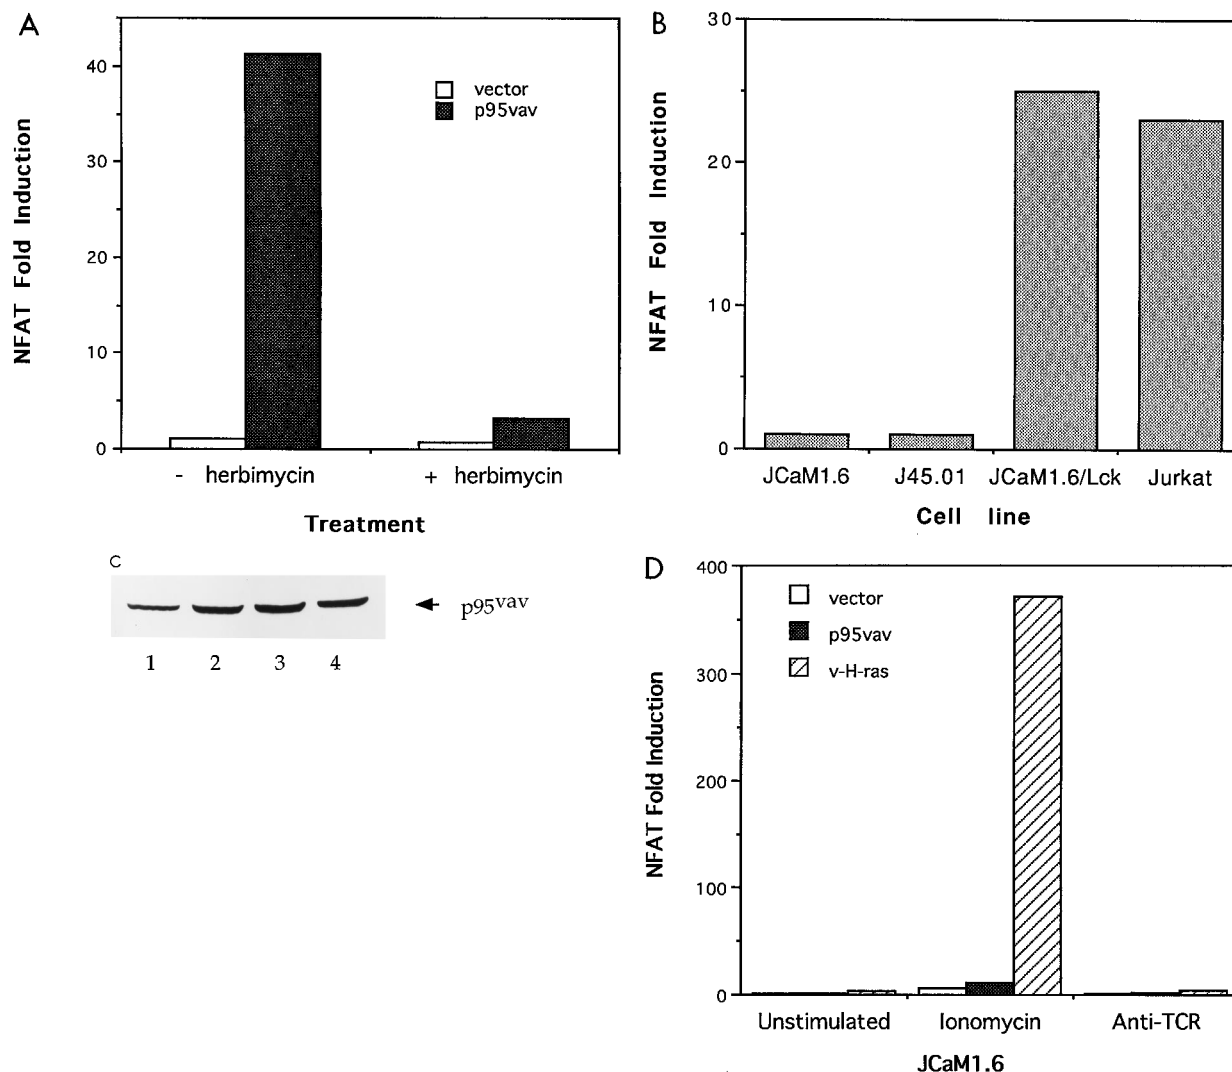 A
NFAT Fold Induction
40
30
20
10
0
vector
p95vav
- herbimycin
+ herbimycin
Treatment
B
NFAT Fold Induction
30
20
10
0
JCaM1.6
J45.01
JCaM1.6/Lck
Jurkat
Cell line
C
p95vav
1 2 3 4
D
NFAT Fold Induction
400
300
200
100
0
vector
p95vav
v-H-ras
Unstimulated
Ionomycin
Anti-TCR
JCaM1.6